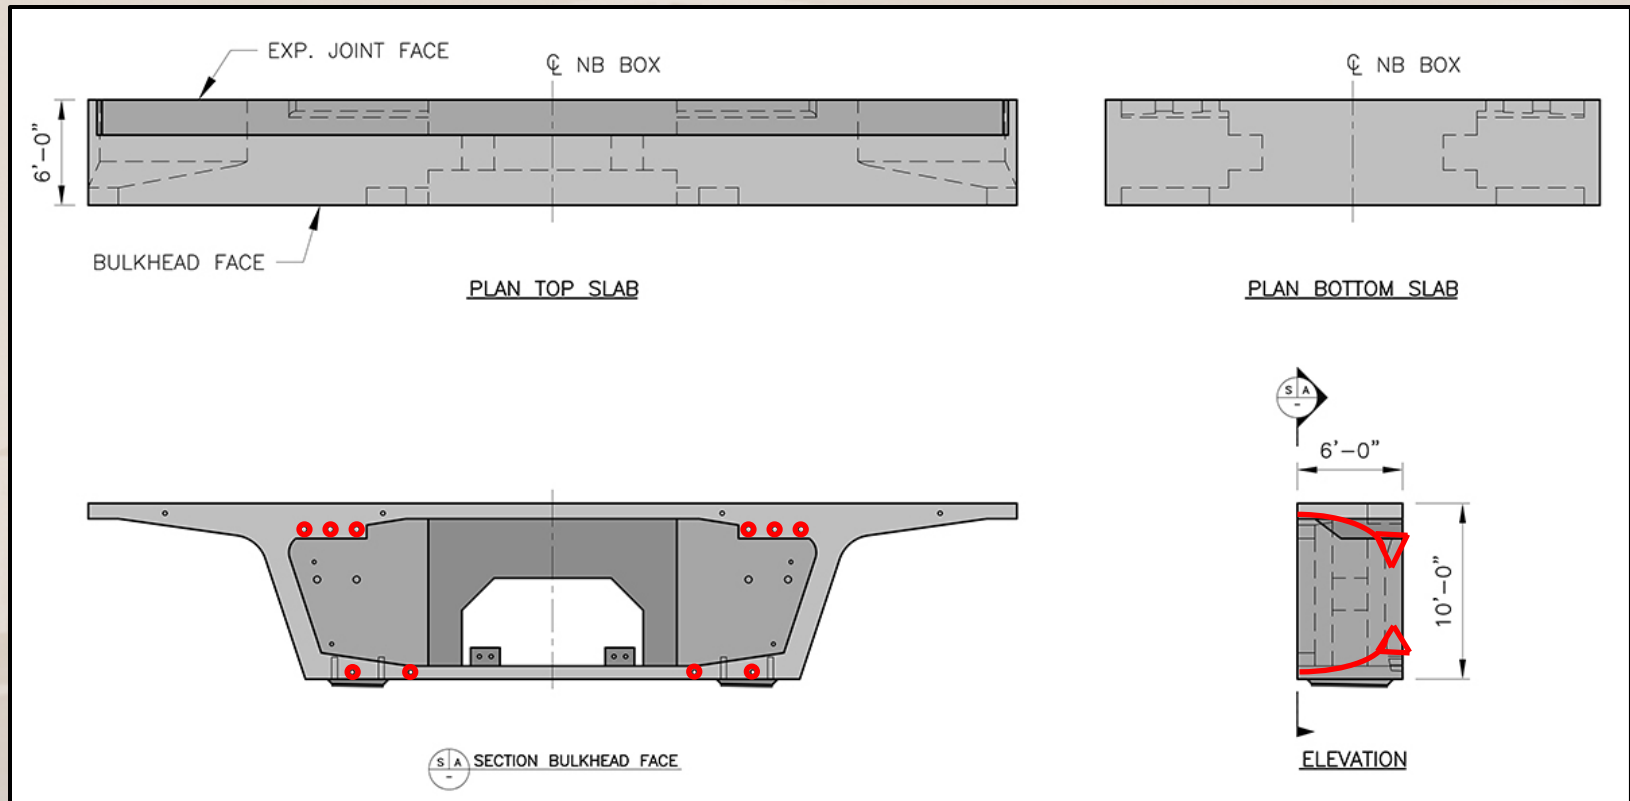 EXP. JOINT FACE
℄ NB BOX
℄ NB BOX
6'-0"
BULKHEAD FACE
PLAN TOP SLAB
PLAN BOTTOM SLAB
S A
-
6'-0"
10'-0"
S A
-
SECTION BULKHEAD FACE
ELEVATION